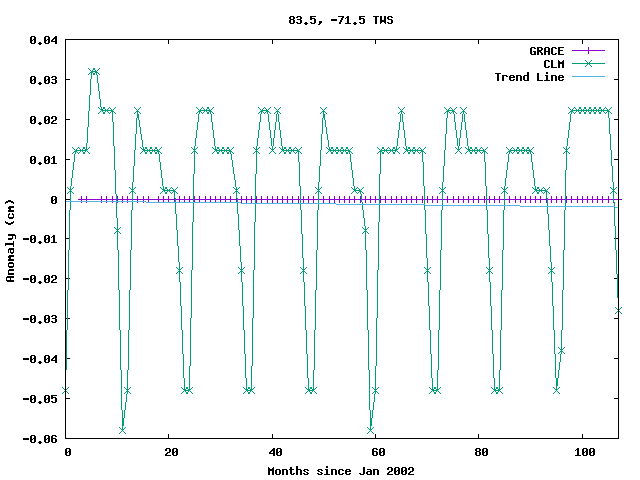 83.5, -71.5 TWS
0.04
0.03
0.02
0.01
0
-0.01
-0.02
-0.03
-0.04
-0.05
-0.06
Anomaly (cm)
GRACE
CLM
Trend Line
0 20 40 60 80 100
Months since Jan 2002